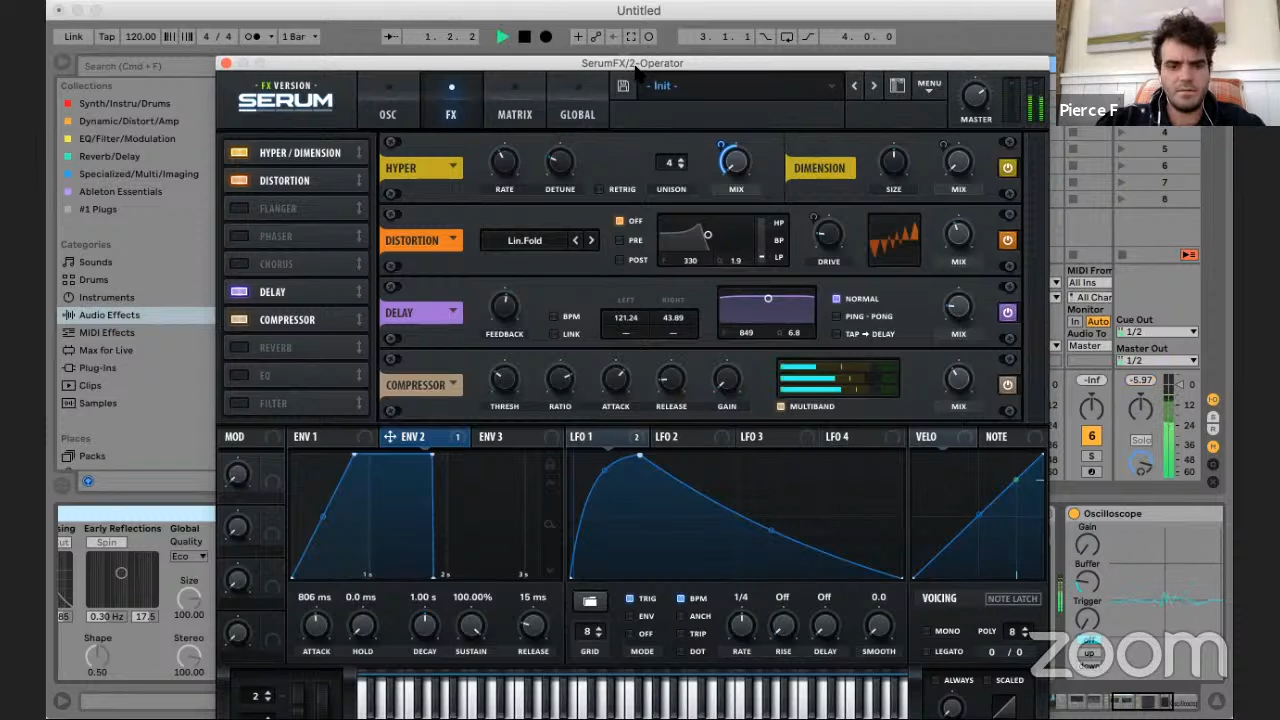 Untitled
Link Tap 120.00 4 / 4 1 Bar 1. 2. 2 3. 1. 1 4. 0. 0
Search (Cmd + F)
Collections
Synth/Instru/Drums
Dynamic/Distort/Amp
EQ/Filter/Modulation
Reverb/Delay
Specialized/Multi/Imaging
Ableton Essentials
#1 Plugs
Categories
Sounds
Drums
Instruments
Audio Effects
MIDI Effects
Max for Live
Plug-Ins
Clips
Samples
Places
Packs
SerumFX/2-Operator
FX VERSION
SERUM
OSC FX MATRIX GLOBAL
- Init -
MENU
MASTER
HYPER / DIMENSION
DISTORTION
FLANGER
PHASER
CHORUS
DELAY
COMPRESSOR
REVERB
EQ
FILTER
HYPER 4 DIMENSION
RATE DETUNE RETRIG UNISON MIX SIZE MIX
DISTORTION Lin.Fold
OFF
PRE
POST
HP
BP
LP
F 330 Q 1.9
DRIVE MIX
DELAY
FEEDBACK
BPM
LINK
LEFT RIGHT
121.24 43.89
849 6.8
NORMAL
PING - PONG
TAP → DELAY
MIX
COMPRESSOR
THRESH RATIO ATTACK RELEASE GAIN MULTIBAND MIX
MOD ENV 1 ENV 2 1 ENV 3 LFO 1 2 LFO 2 LFO 3 LFO 4 VELO NOTE
1s 2s 3s
806 ms 0.0 ms 1.00 s 100.00% 15 ms
ATTACK HOLD DECAY SUSTAIN RELEASE
8
GRID
TRIG
ENV
OFF
MODE
BPM
ANCH
TRIP
DOT
1/4 Off Off 0.0
RATE RISE DELAY SMOOTH
VOICING NOTE LATCH
MONO POLY 8
LEGATO 0 / 0
ALWAYS SCALED
2
Early Reflections
Spin
0.30 Hz 17.5
Shape
0.50
Global
Quality
Eco
Size
100.00
Stereo
100.00
4
5
6
7
8
MIDI From
All Ins
All Char
Monitor
In Auto
Audio To
Master
Cue Out
1/2
Master Out
1/2
-Inf -5.97
0
12
24
36
48
60
6
S
Solo
Oscilloscope
Gain
Buffer
Trigger
Off
up
down
Pierce F
zoom